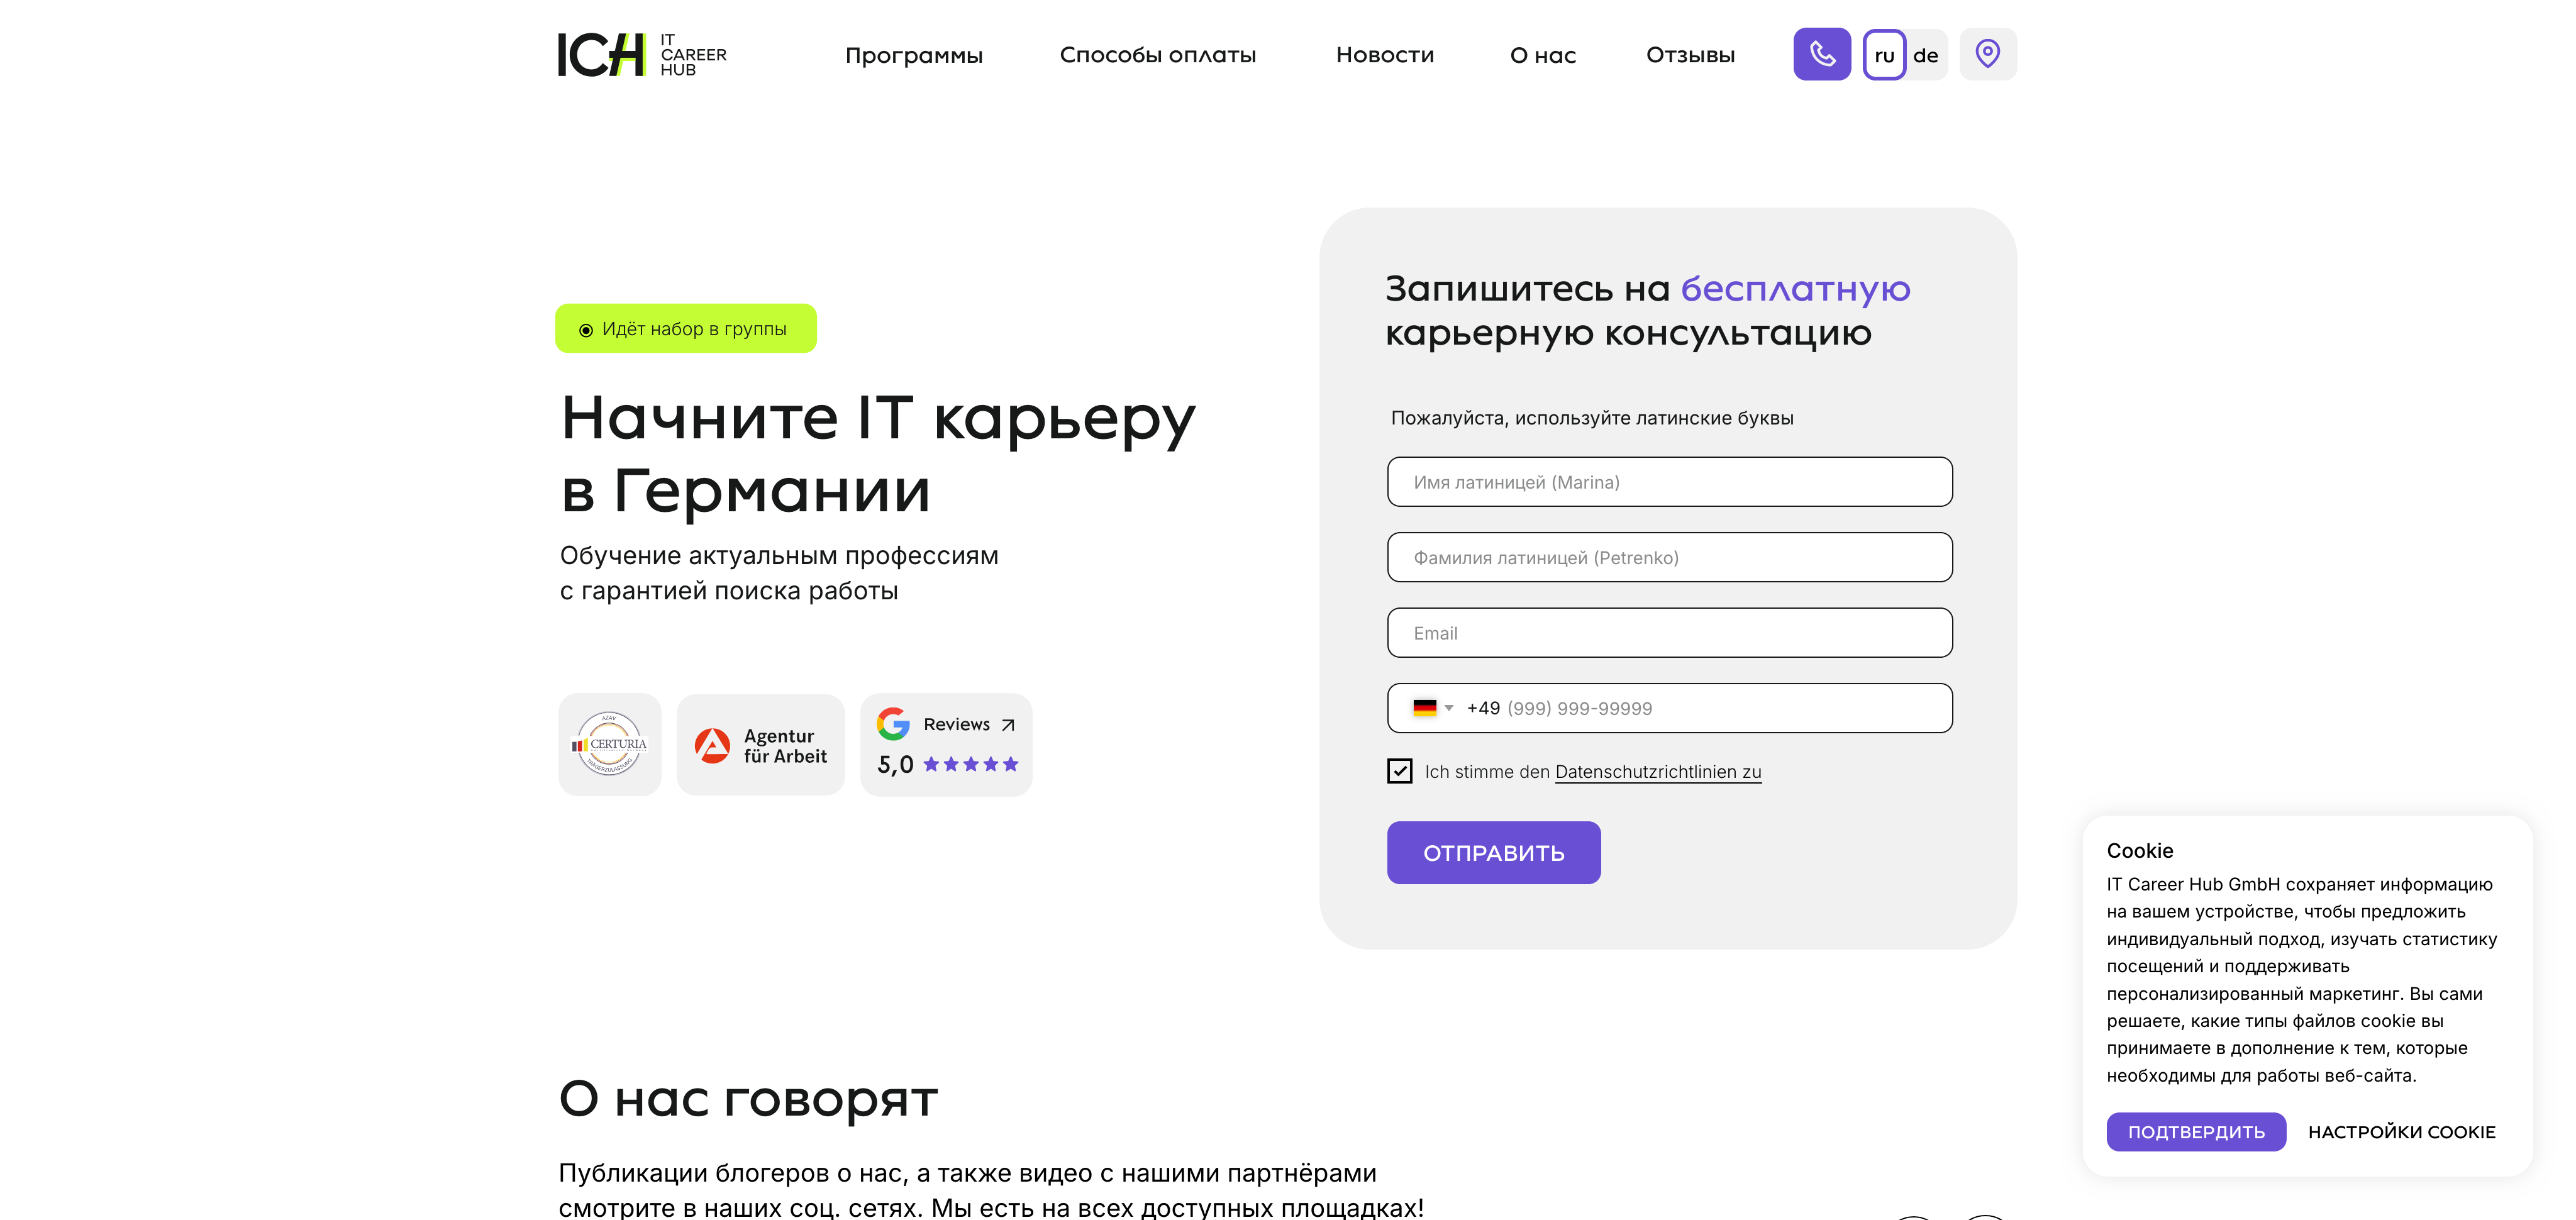 ICH
IT
CAREER
HUB
Программы
Способы оплаты
Новости
О нас
Отзывы
ru
de
Идёт набор в группы
Начните IT карьеру
в Германии
Обучение актуальным профессиям
с гарантией поиска работы
AZAV
CERTURIA
TRÄGERZULASSUNG
Agentur
für Arbeit
Reviews
5,0
Запишитесь на бесплатную
карьерную консультацию
Пожалуйста, используйте латинские буквы
Имя латиницей (Marina)
Фамилия латиницей (Petrenko)
Email
+49 (999) 999-99999
Ich stimme den Datenschutzrichtlinien zu
ОТПРАВИТЬ
Cookie
IT Career Hub GmbH сохраняет информацию
на вашем устройстве, чтобы предложить
индивидуальный подход, изучать статистику
посещений и поддерживать
персонализированный маркетинг. Вы сами
решаете, какие типы файлов cookie вы
принимаете в дополнение к тем, которые
необходимы для работы веб-сайта.
ПОДТВЕРДИТЬ
НАСТРОЙКИ COOKIE
О нас говорят
Публикации блогеров о нас, а также видео с нашими партнёрами
смотрите в наших соц. сетях. Мы есть на всех доступных площадках!